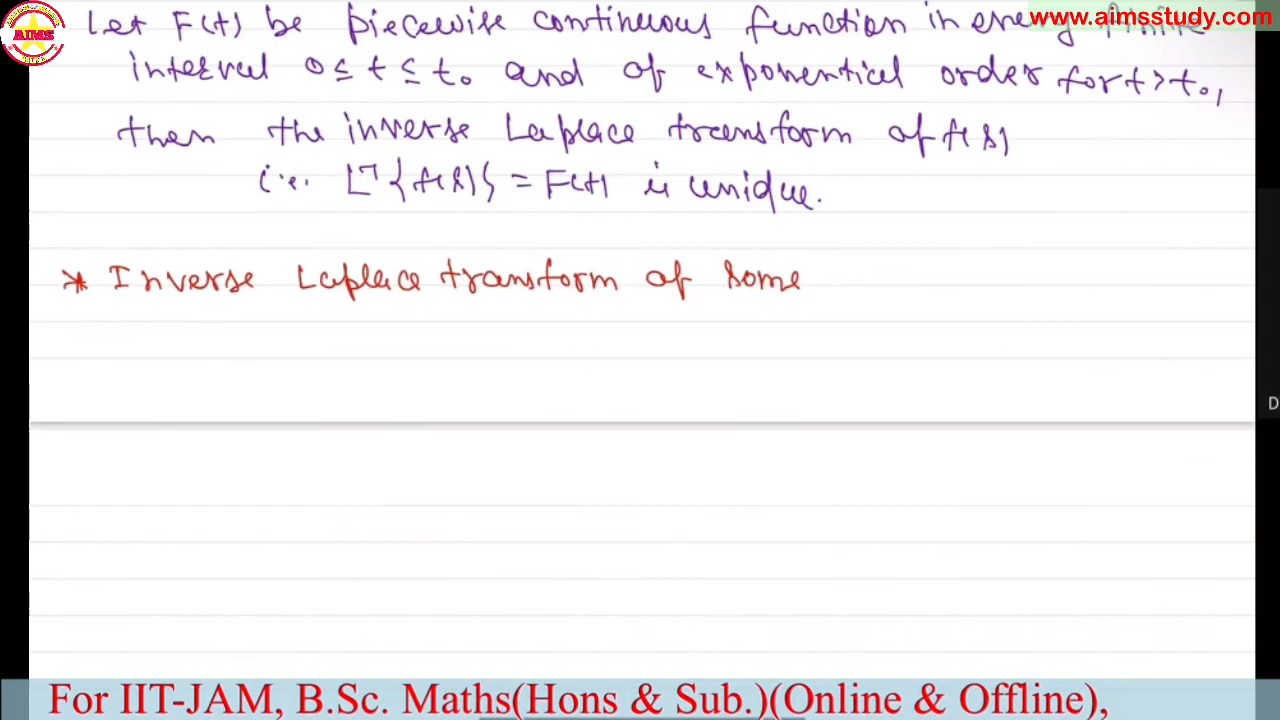 www.aimsstudy.com
AIMS
Let F(t) be piecewise continuous function in every finite
interval 0 ≤ t ≤ t₀ and of exponential order for t > t₀,
then the inverse Laplace transform of f(s)
i.e. L⁻¹{f(s)} = F(t) is unique.
* Inverse Laplace transform of some
D
For IIT-JAM, B.Sc. Maths(Hons & Sub.)(Online & Offline),